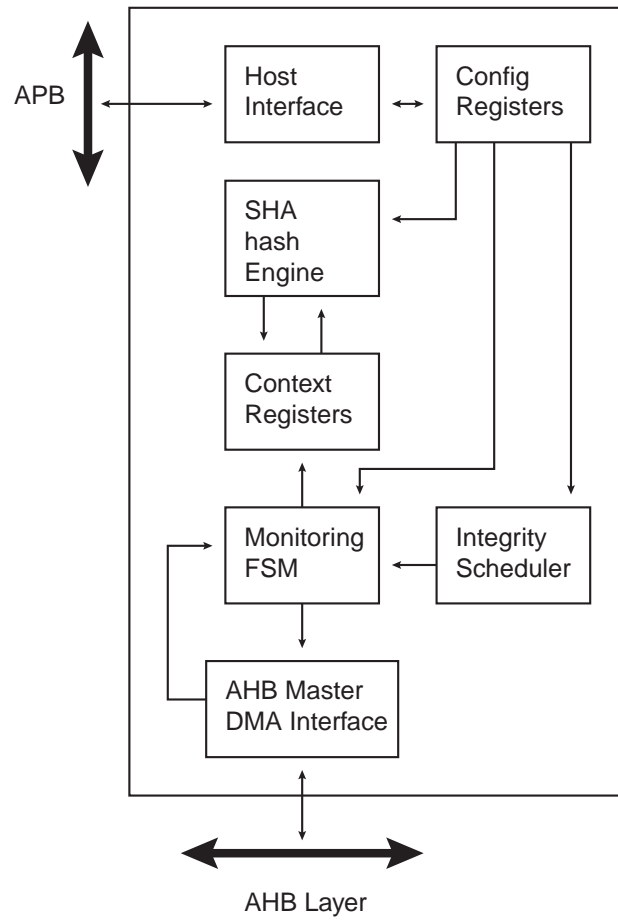 APB
Host
Interface
Config
Registers
SHA
hash
Engine
Context
Registers
Monitoring
FSM
Integrity
Scheduler
AHB Master
DMA Interface
AHB Layer